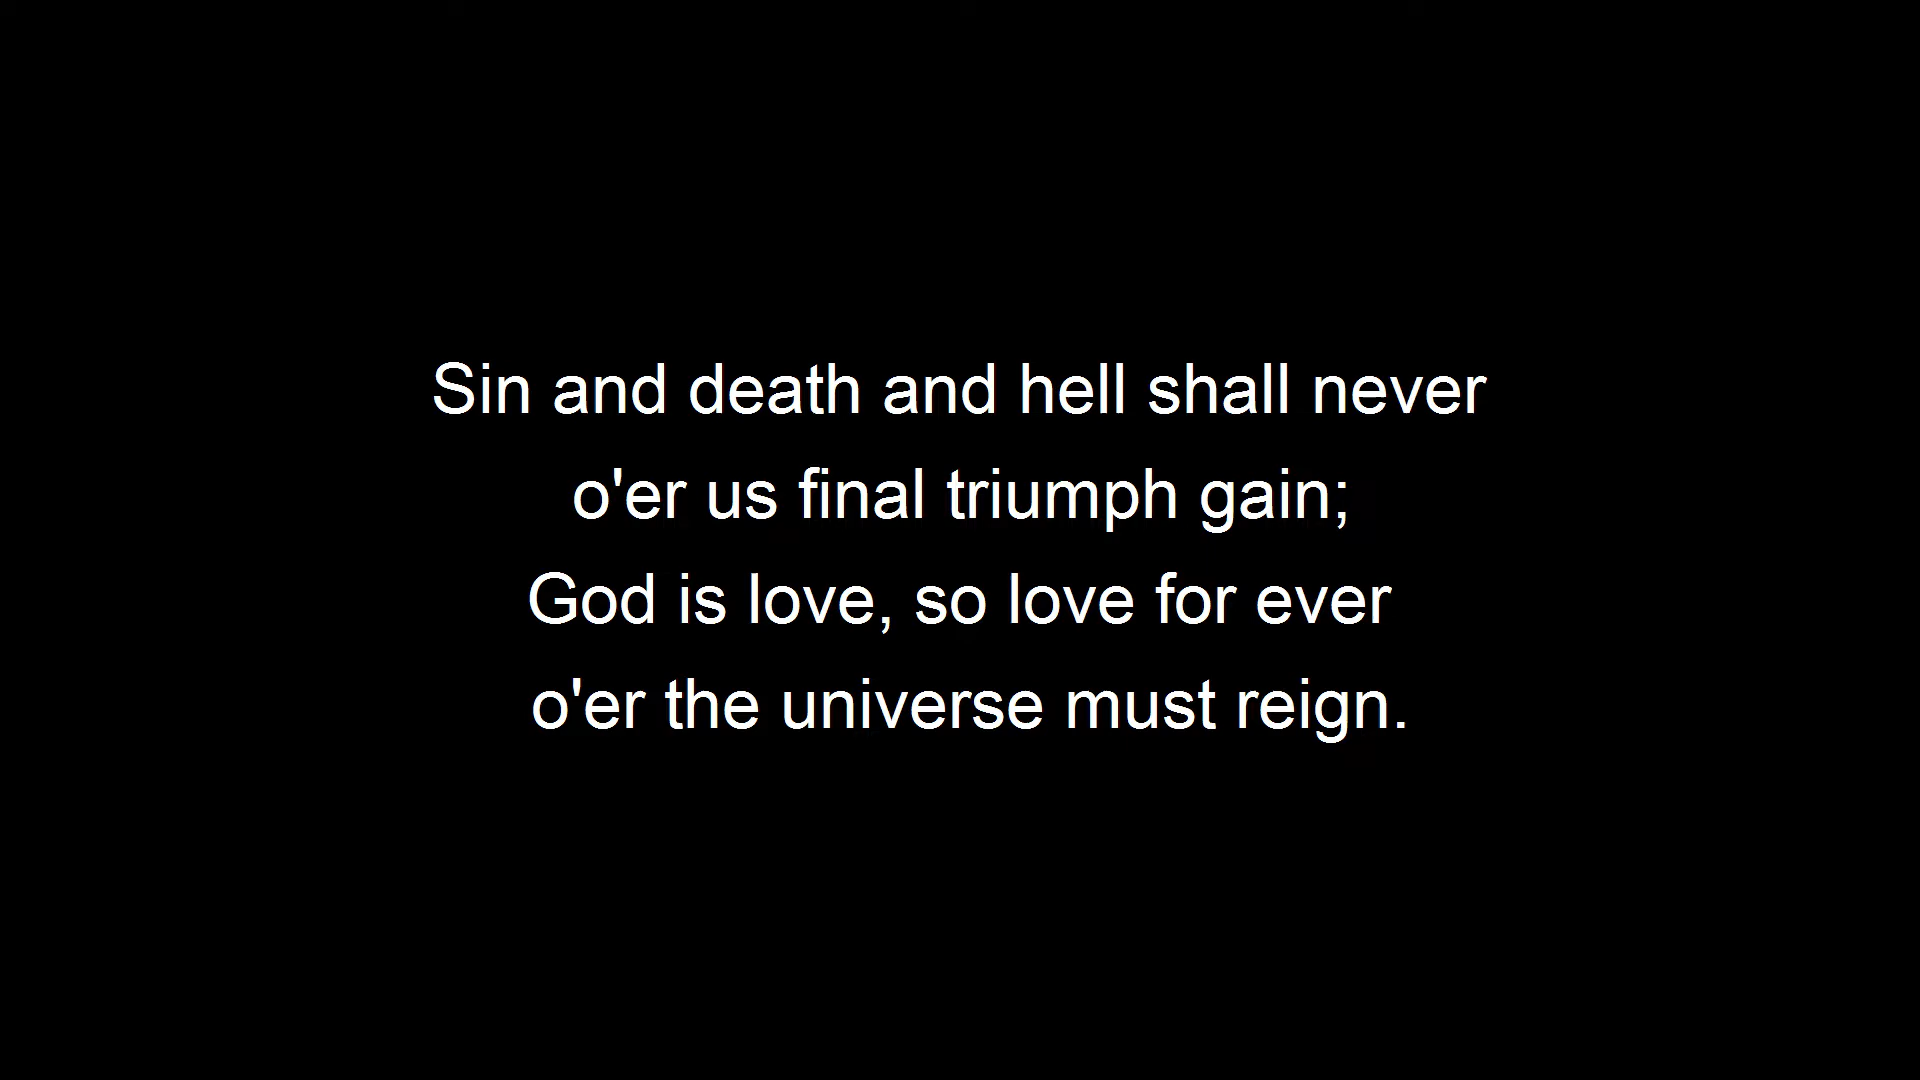 Sin and death and hell shall never
o'er us final triumph gain;
God is love, so love for ever
o'er the universe must reign.